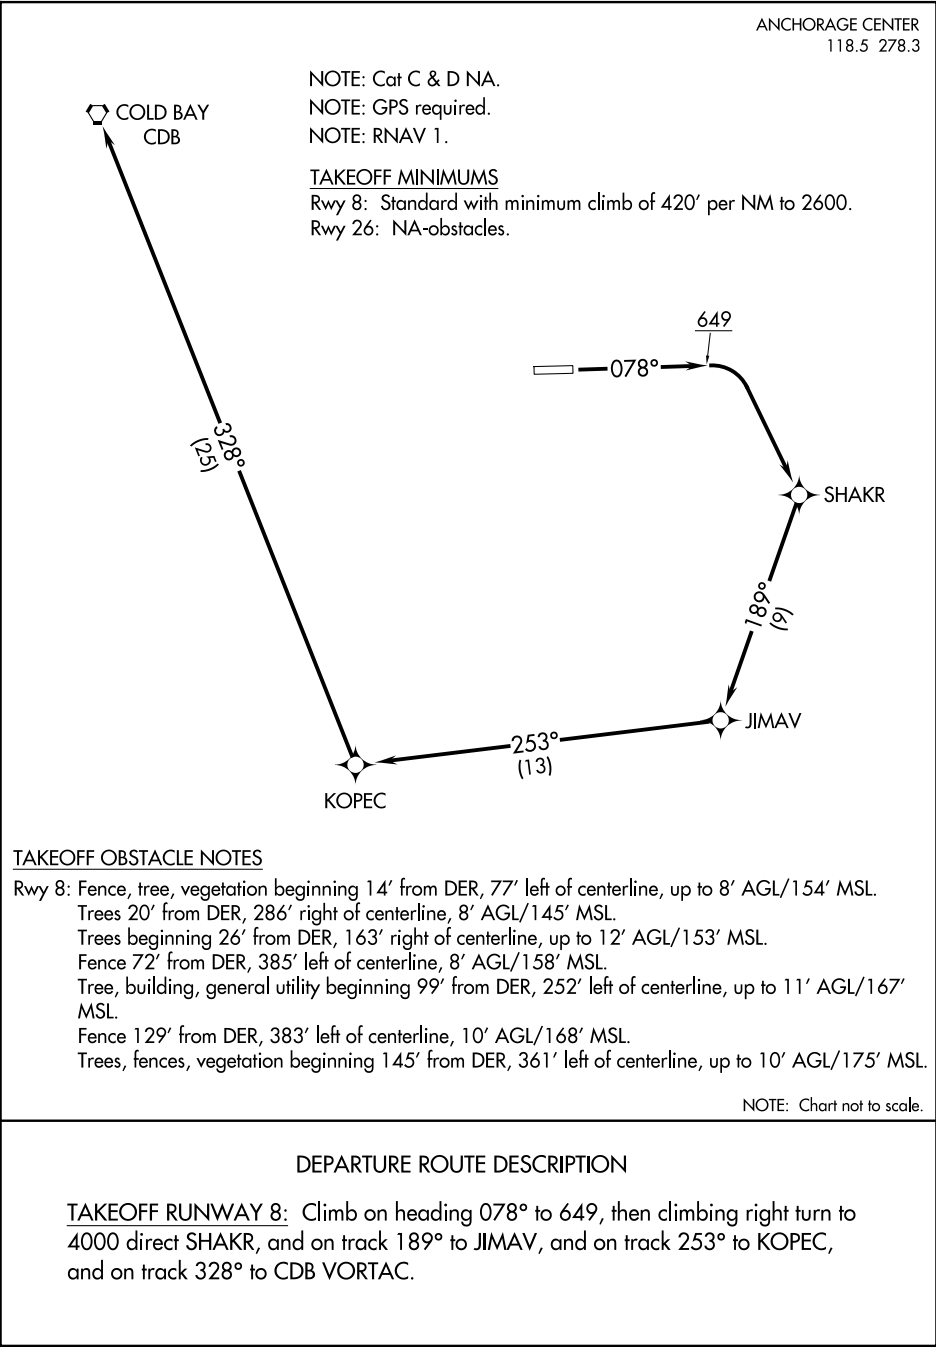 ANCHORAGE CENTER
118.5 278.3
NOTE: Cat C & D NA.
NOTE: GPS required.
NOTE: RNAV 1.
COLD BAY
CDB
TAKEOFF MINIMUMS
Rwy 8: Standard with minimum climb of 420' per NM to 2600.
Rwy 26: NA-obstacles.
649
078°
328°
(25)
SHAKR
189°
(9)
JIMAV
253°
(13)
KOPEC
TAKEOFF OBSTACLE NOTES
Rwy 8: Fence, tree, vegetation beginning 14' from DER, 77' left of centerline, up to 8' AGL/154' MSL.
Trees 20' from DER, 286' right of centerline, 8' AGL/145' MSL.
Trees beginning 26' from DER, 163' right of centerline, up to 12' AGL/153' MSL.
Fence 72' from DER, 385' left of centerline, 8' AGL/158' MSL.
Tree, building, general utility beginning 99' from DER, 252' left of centerline, up to 11' AGL/167'
MSL.
Fence 129' from DER, 383' left of centerline, 10' AGL/168' MSL.
Trees, fences, vegetation beginning 145' from DER, 361' left of centerline, up to 10' AGL/175' MSL.
NOTE: Chart not to scale.
DEPARTURE ROUTE DESCRIPTION
TAKEOFF RUNWAY 8: Climb on heading 078° to 649, then climbing right turn to
4000 direct SHAKR, and on track 189° to JIMAV, and on track 253° to KOPEC,
and on track 328° to CDB VORTAC.